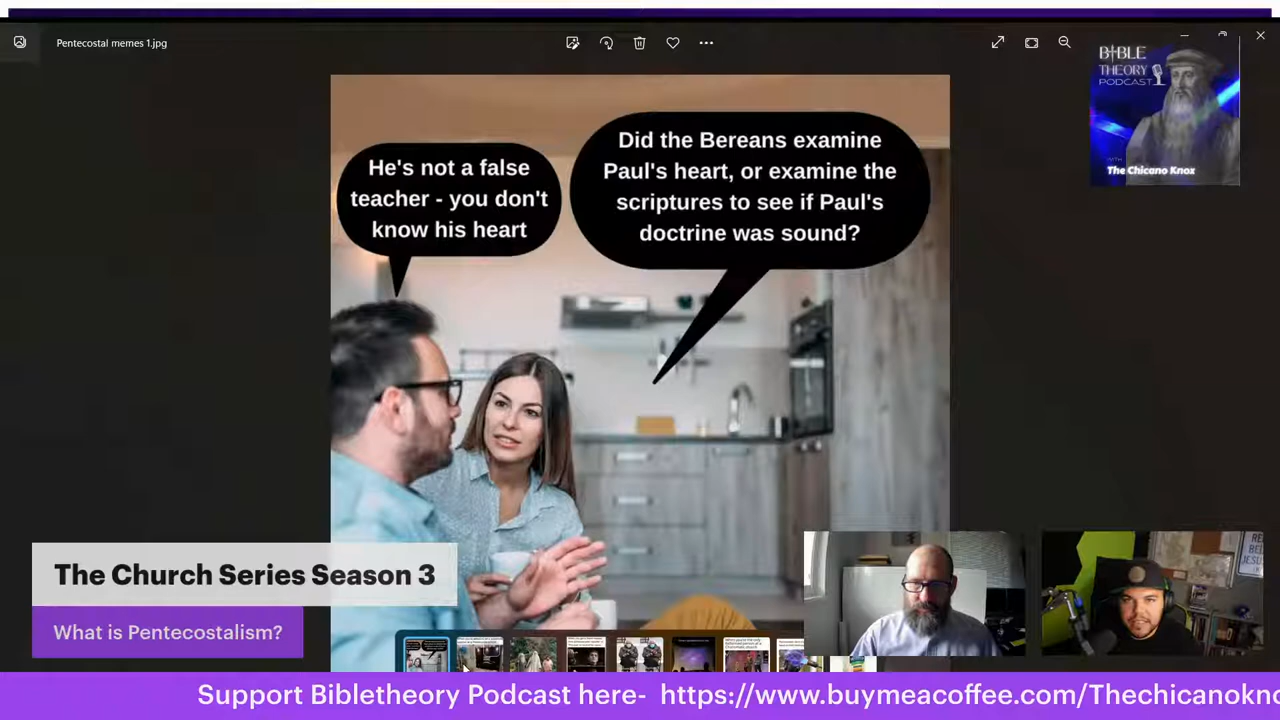 Pentecostal memes 1.jpg
BIBLE
THEORY
PODCAST
WITH
The Chicano Knox
He's not a false
teacher - you don't
know his heart
Did the Bereans examine
Paul's heart, or examine the
scriptures to see if Paul's
doctrine was sound?
The Church Series Season 3
What is Pentecostalism?
Support Bibletheory Podcast here- https://www.buymeacoffee.com/Thechicanokno